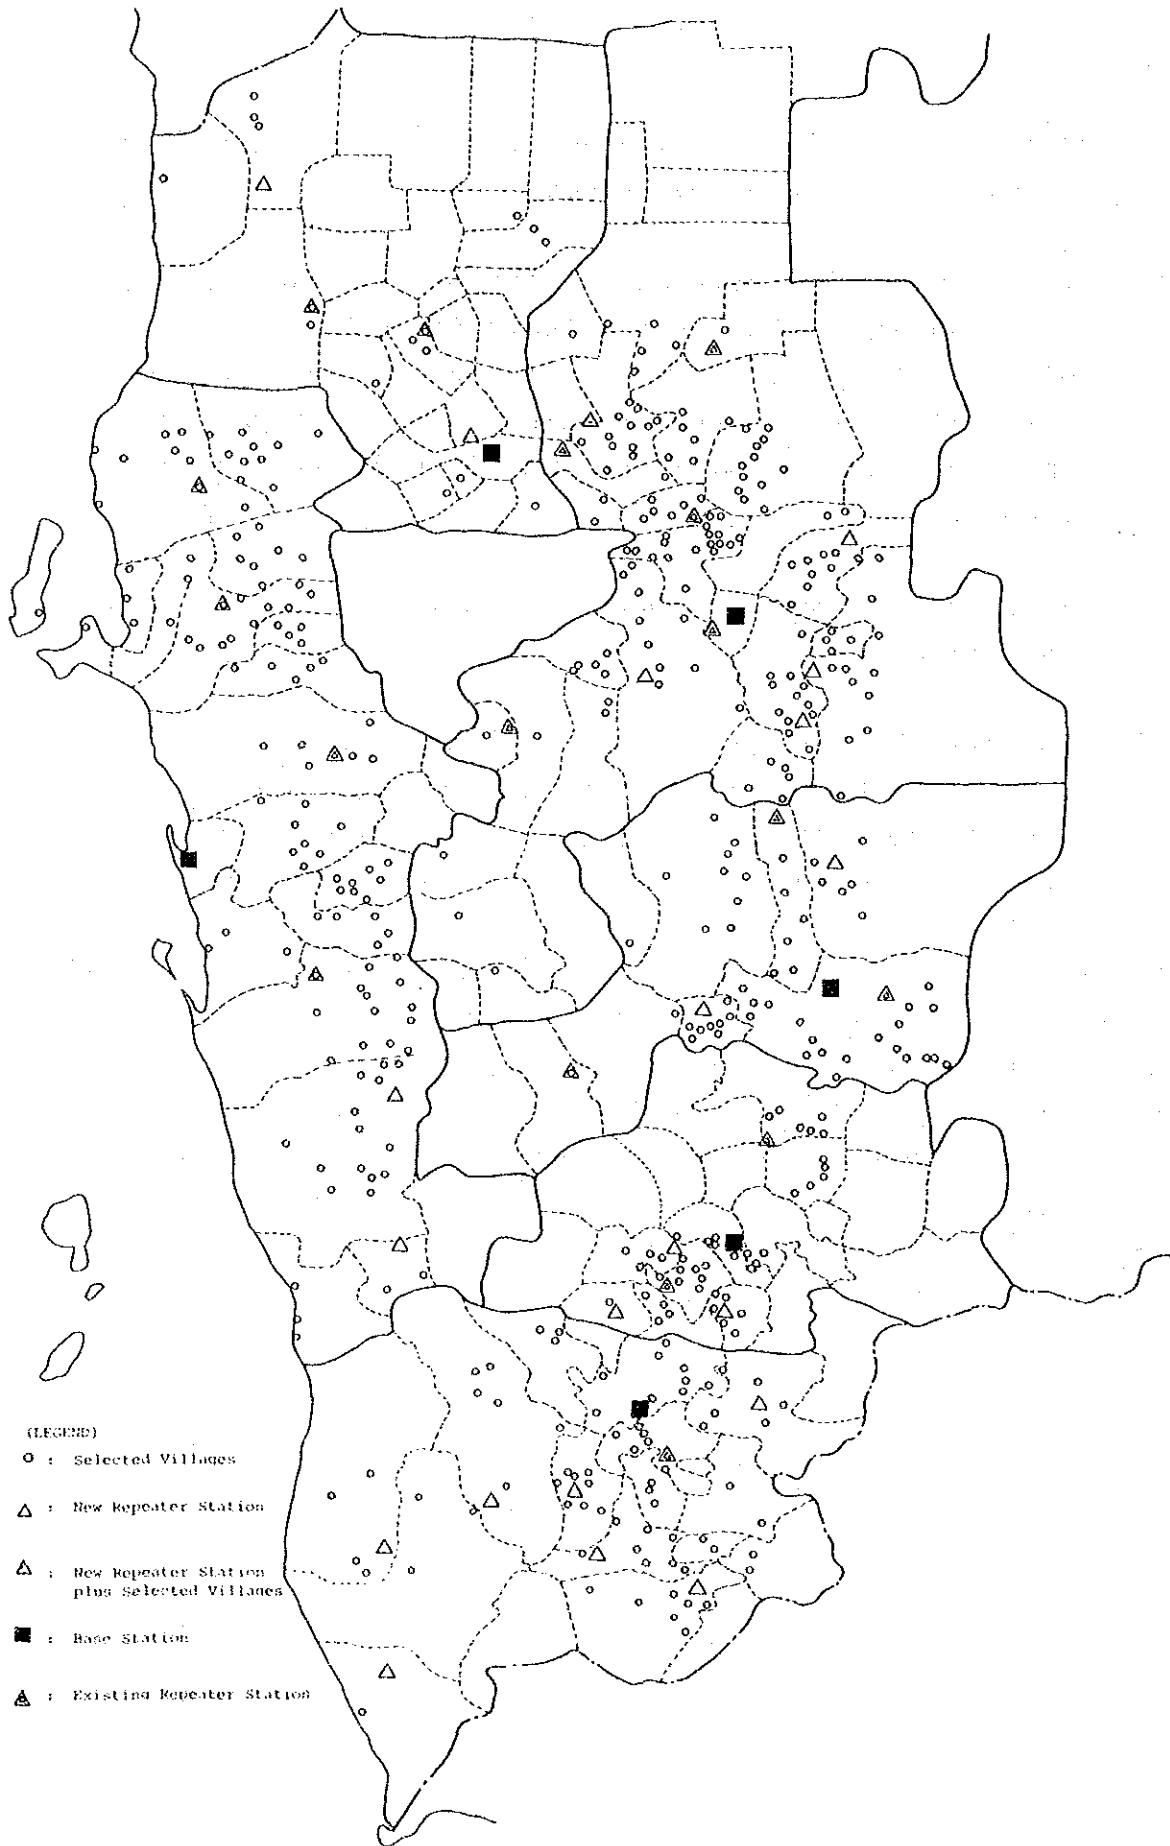 (LEGEND)
: Selected Villages
: New Repeater Station
: New Repeater Station
plus Selected Villages
: Base Station
: Existing Repeater Station